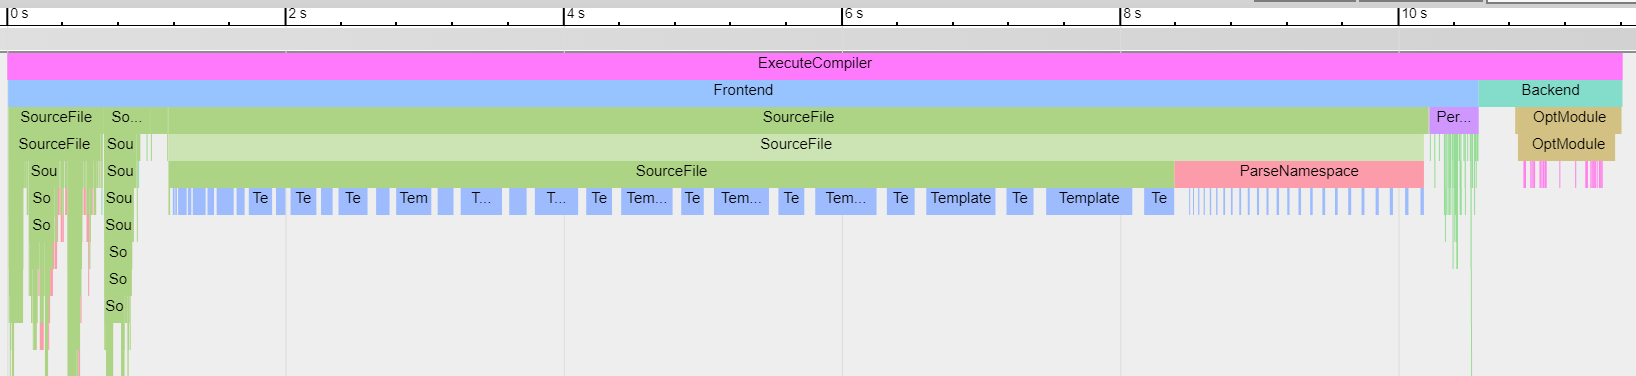 0 s 2 s 4 s 6 s 8 s 10 s
ExecuteCompiler
Frontend Backend
SourceFile So... SourceFile Per... OptModule
SourceFile Sou SourceFile OptModule
Sou Sou SourceFile ParseNamespace
So Sou Te Te Te Tem T... T... Te Tem... Te Tem... Te Tem... Te Template Te Template Te
So Sou
So
So
So